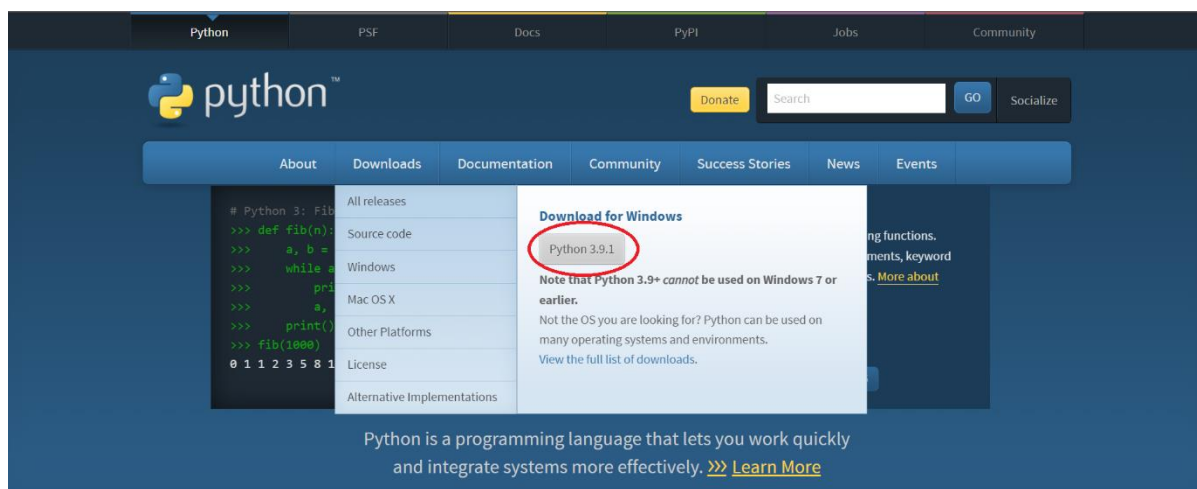 Python PSF Docs PyPI Jobs Community
python™
Donate Search GO Socialize
About Downloads Documentation Community Success Stories News Events
# Python 3: Fib
>>> def fib(n):
>>> a, b =
>>> while a
>>> pri
>>> a,
>>> print()
>>> fib(1000)
0 1 1 2 3 5 8 1
All releases
Source code
Windows
Mac OS X
Other Platforms
License
Alternative Implementations
Download for Windows
Python 3.9.1
Note that Python 3.9+ cannot be used on Windows 7 or
earlier.
Not the OS you are looking for? Python can be used on
many operating systems and environments.
View the full list of downloads.
ng functions.
ments, keyword
s. More about
Python is a programming language that lets you work quickly
and integrate systems more effectively. >>> Learn More